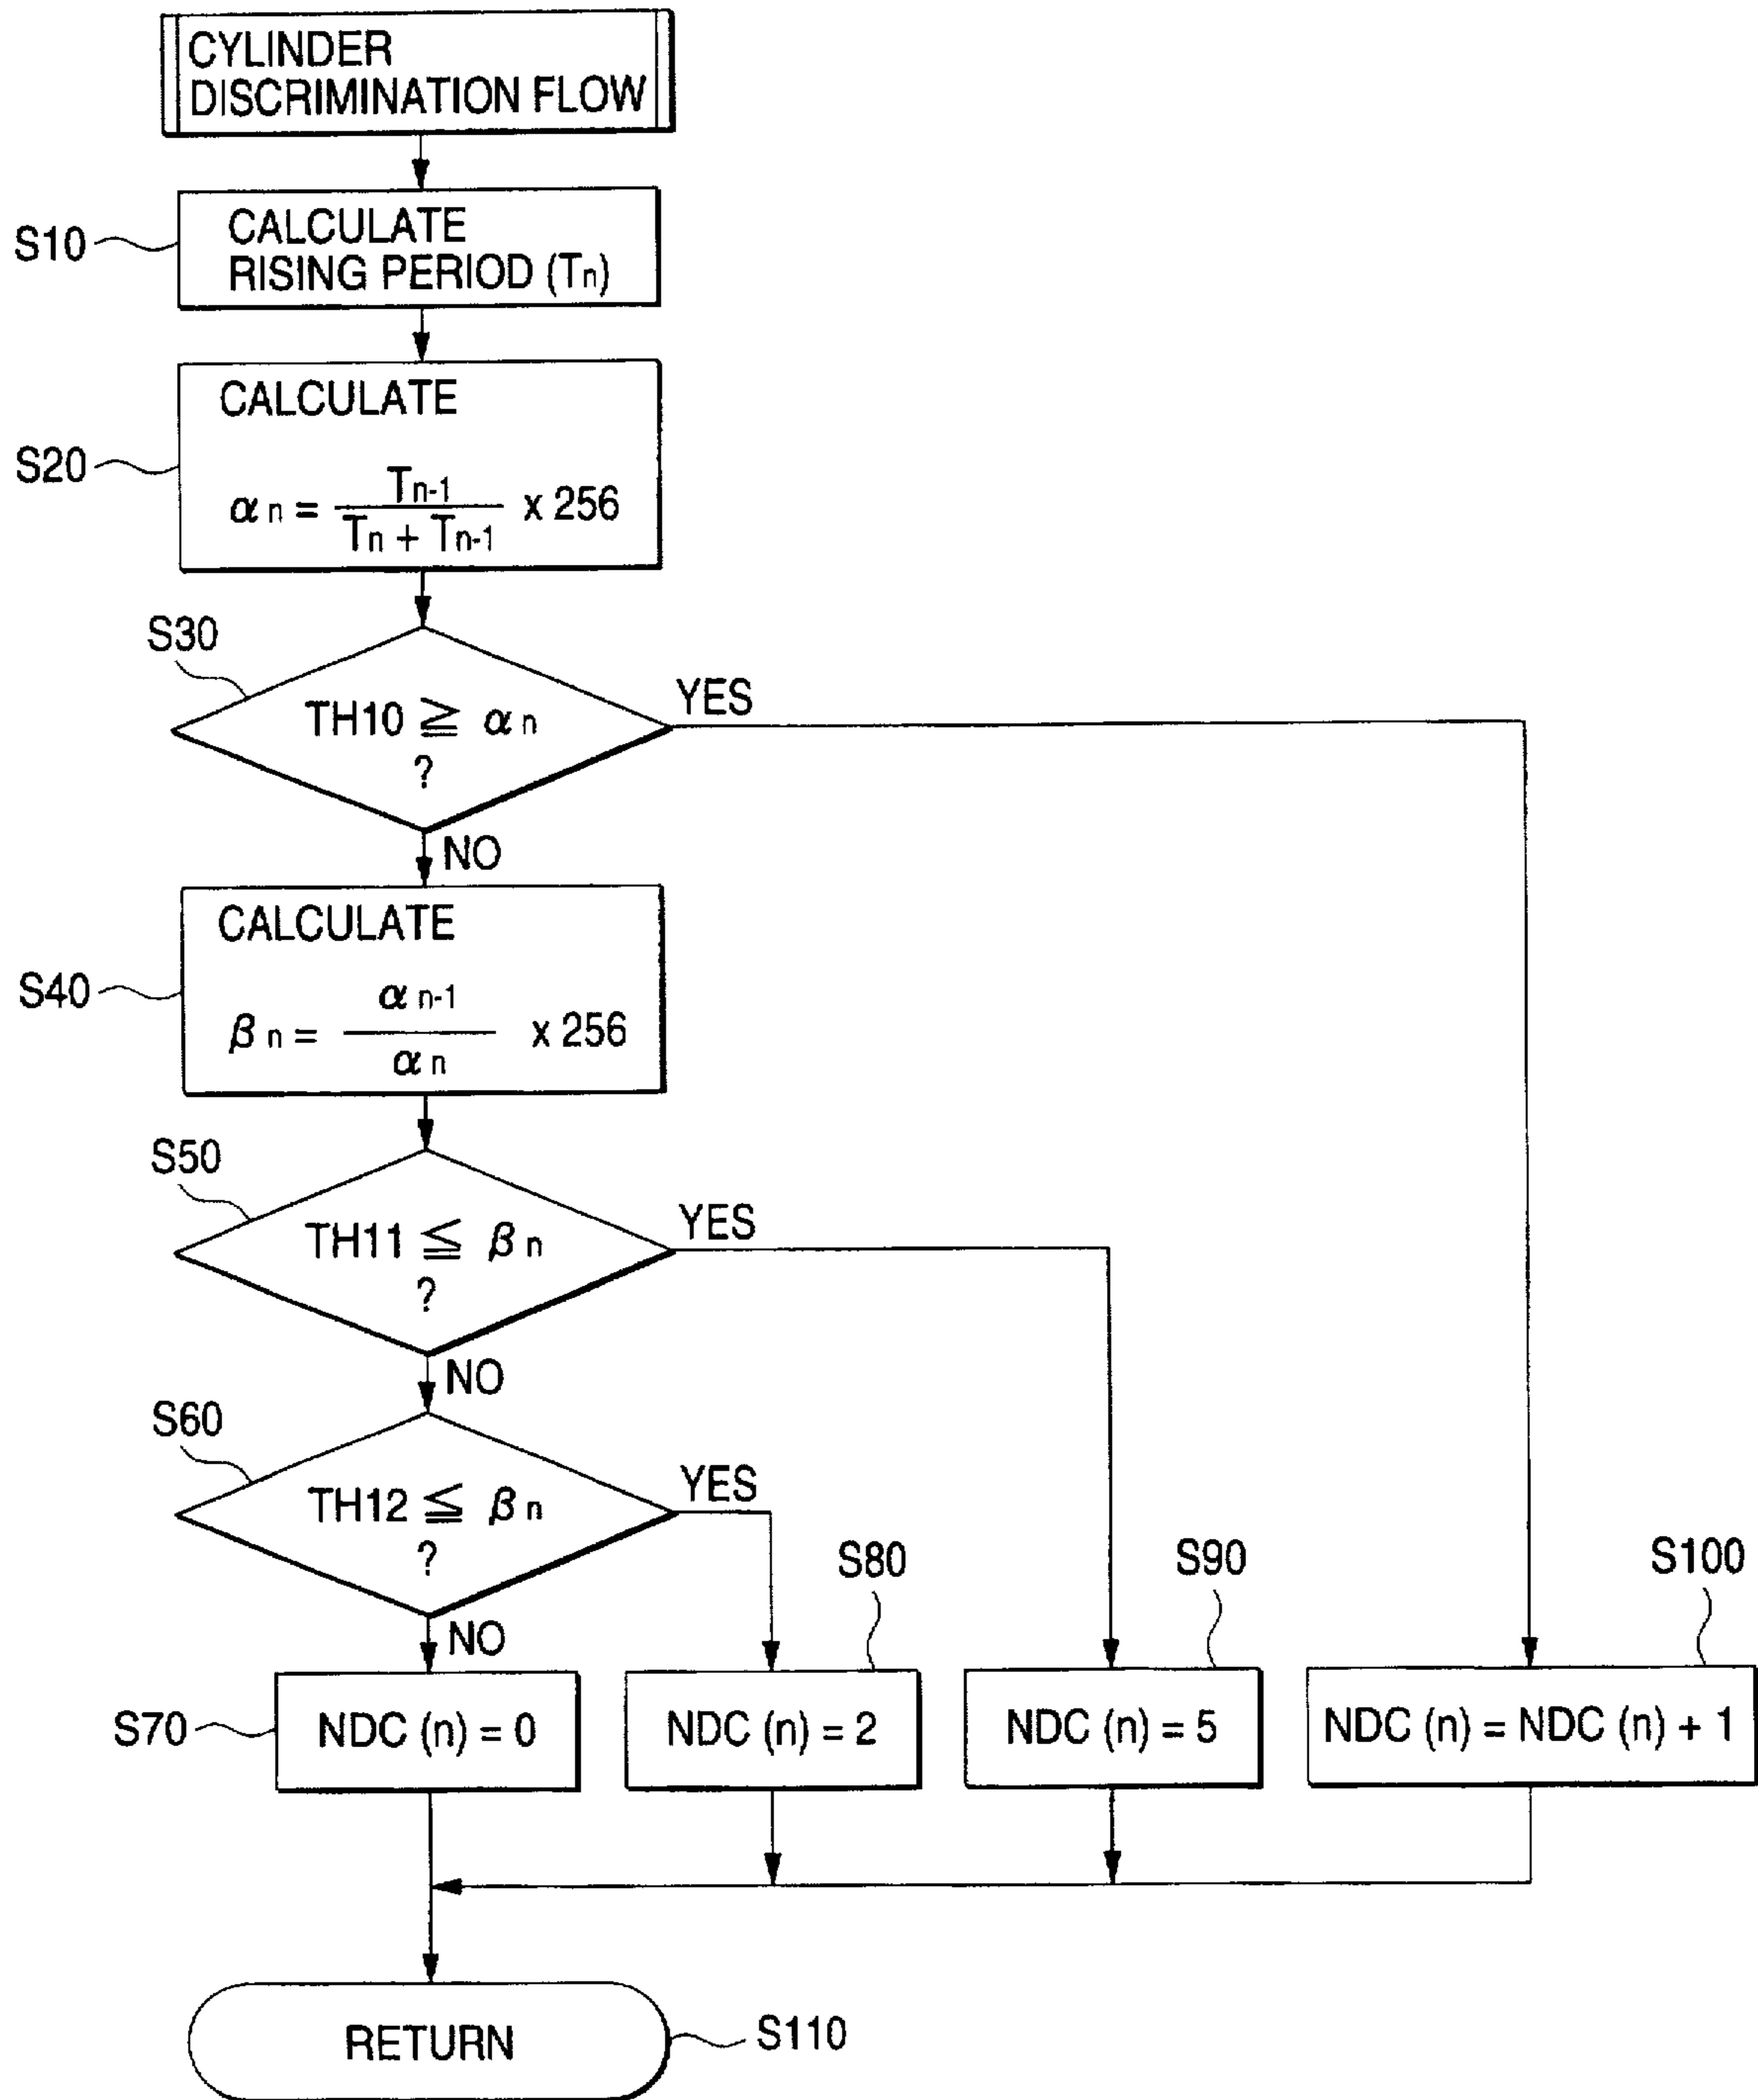 CYLINDER
DISCRIMINATION FLOW
S10
CALCULATE
RISING PERIOD (Tn)
S20
CALCULATE
αn = Tn-1 / Tn + Tn-1 x 256
S30
TH10 ≧ αn
?
YES
NO
S40
CALCULATE
βn = αn-1 / αn x 256
S50
TH11 ≦ βn
?
YES
NO
S60
TH12 ≦ βn
?
YES
NO
S70
NDC (n) = 0
S80
NDC (n) = 2
S90
NDC (n) = 5
S100
NDC (n) = NDC (n) + 1
RETURN
S110